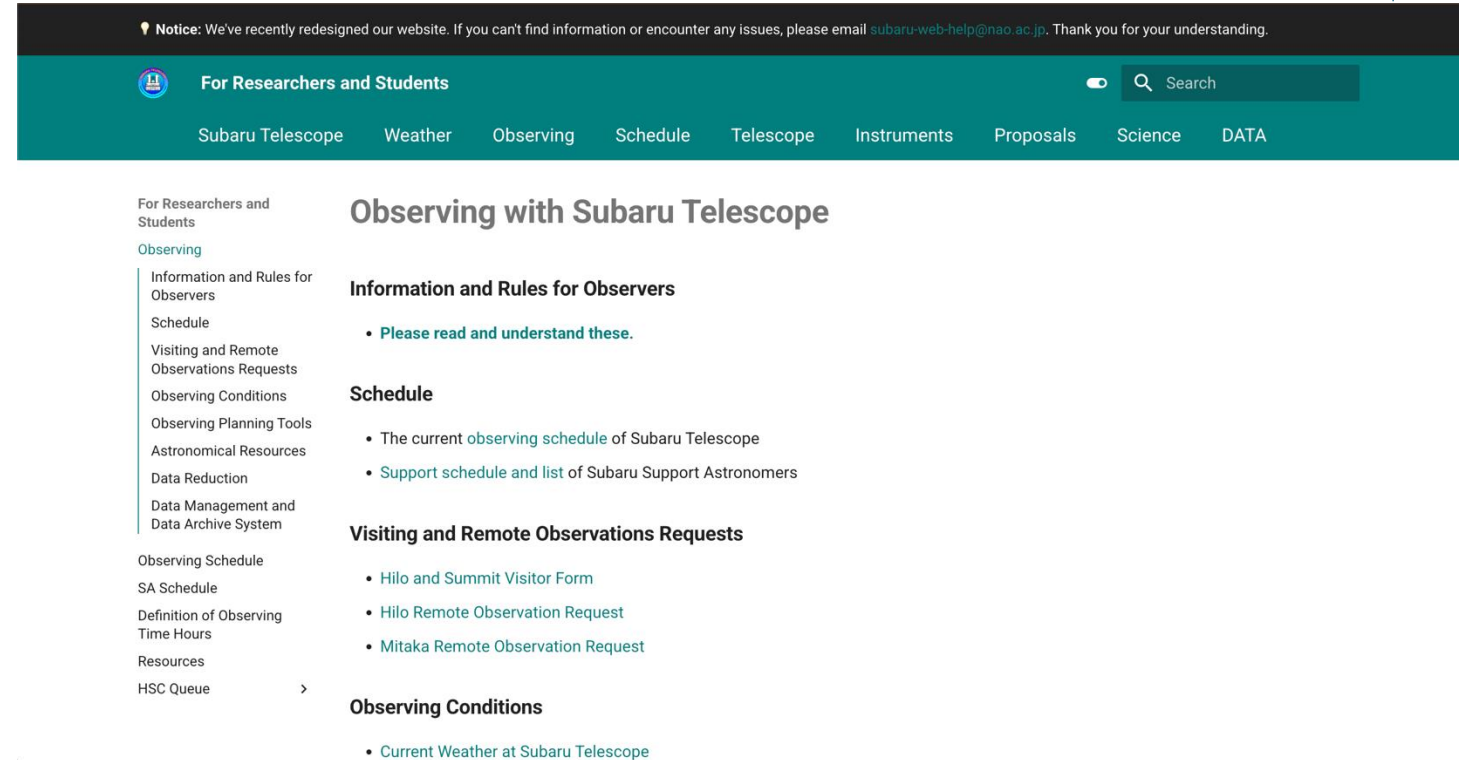 Notice: We've recently redesigned our website. If you can't find information or encounter any issues, please email subaru-web-help@nao.ac.jp. Thank you for your understanding.
For Researchers and Students
Search
Subaru Telescope Weather Observing Schedule Telescope Instruments Proposals Science DATA
For Researchers and
Students
Observing
Information and Rules for
Observers
Schedule
Visiting and Remote
Observations Requests
Observing Conditions
Observing Planning Tools
Astronomical Resources
Data Reduction
Data Management and
Data Archive System
Observing Schedule
SA Schedule
Definition of Observing
Time Hours
Resources
HSC Queue
Observing with Subaru Telescope
Information and Rules for Observers
• Please read and understand these.
Schedule
• The current observing schedule of Subaru Telescope
• Support schedule and list of Subaru Support Astronomers
Visiting and Remote Observations Requests
• Hilo and Summit Visitor Form
• Hilo Remote Observation Request
• Mitaka Remote Observation Request
Observing Conditions
• Current Weather at Subaru Telescope